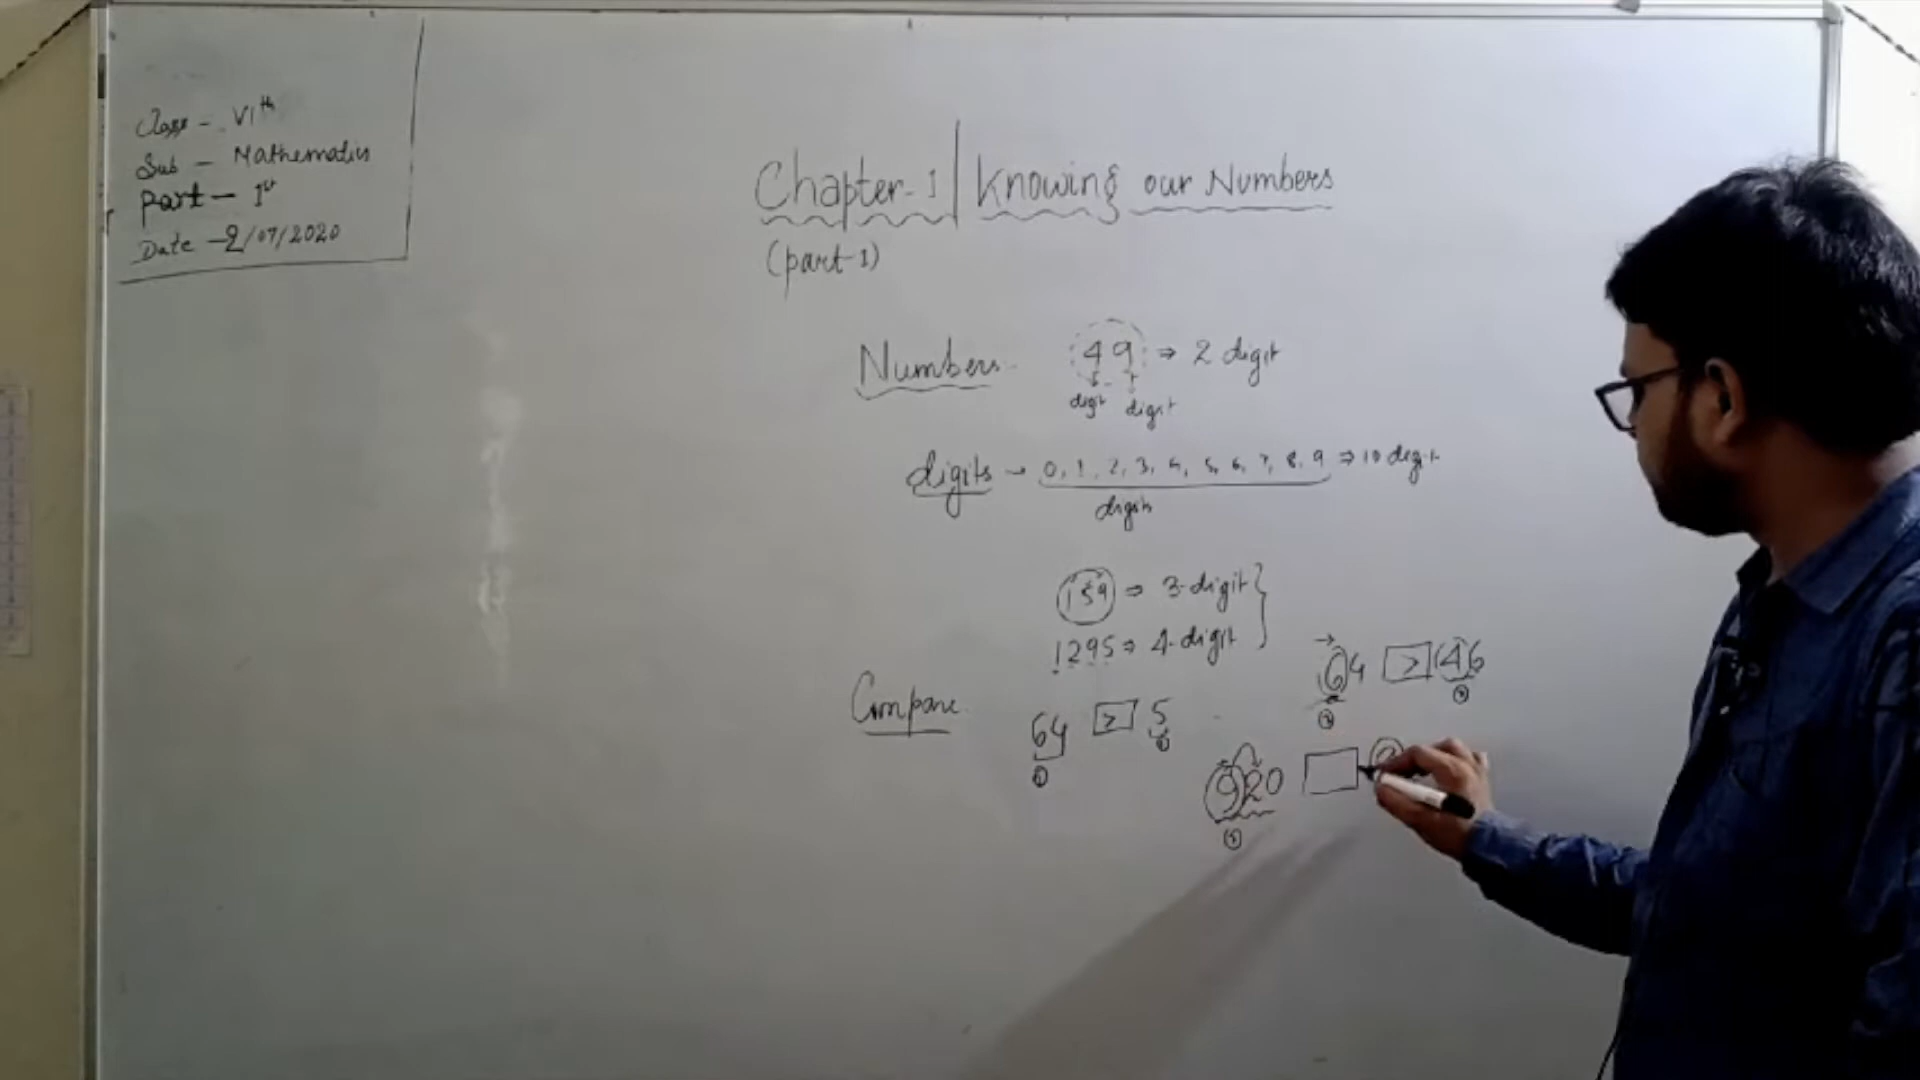 Class - VIth
Sub - Mathematics
Part - 1st
Date - 2/07/2020
Chapter-1 | Knowing our Numbers
(part-1)
Numbers 49 ⇒ 2 digit
digit digit
digits → 0, 1, 2, 3, 4, 5, 6, 7, 8, 9 ⇒ 10 digit
digits
159 ⇒ 3-digit
1295 ⇒ 4-digit
64 > 46
Compare
64 > 5
920